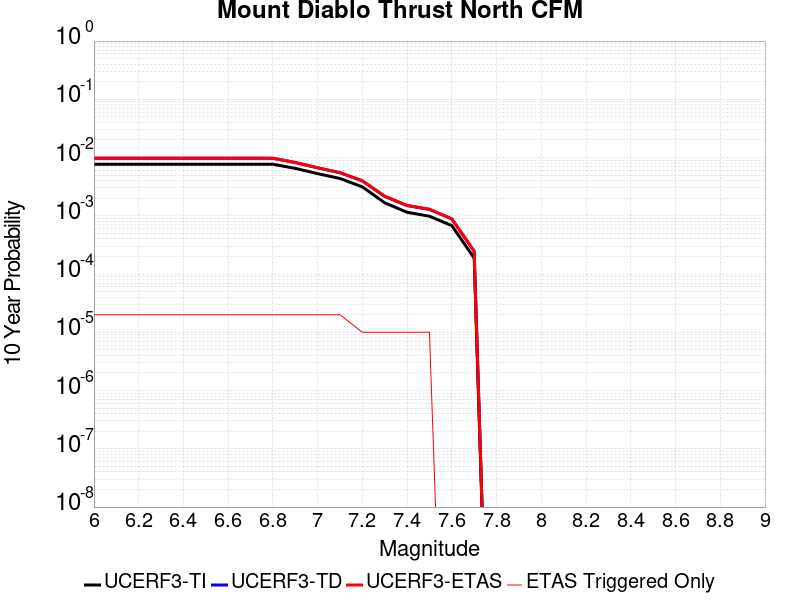 Mount Diablo Thrust North CFM
10^0
10^-1
10^-2
10^-3
10^-4
10^-5
10^-6
10^-7
10^-8
10 Year Probability
6 6.2 6.4 6.6 6.8 7 7.2 7.4 7.6 7.8 8 8.2 8.4 8.6 8.8 9
Magnitude
UCERF3-TI UCERF3-TD UCERF3-ETAS ETAS Triggered Only